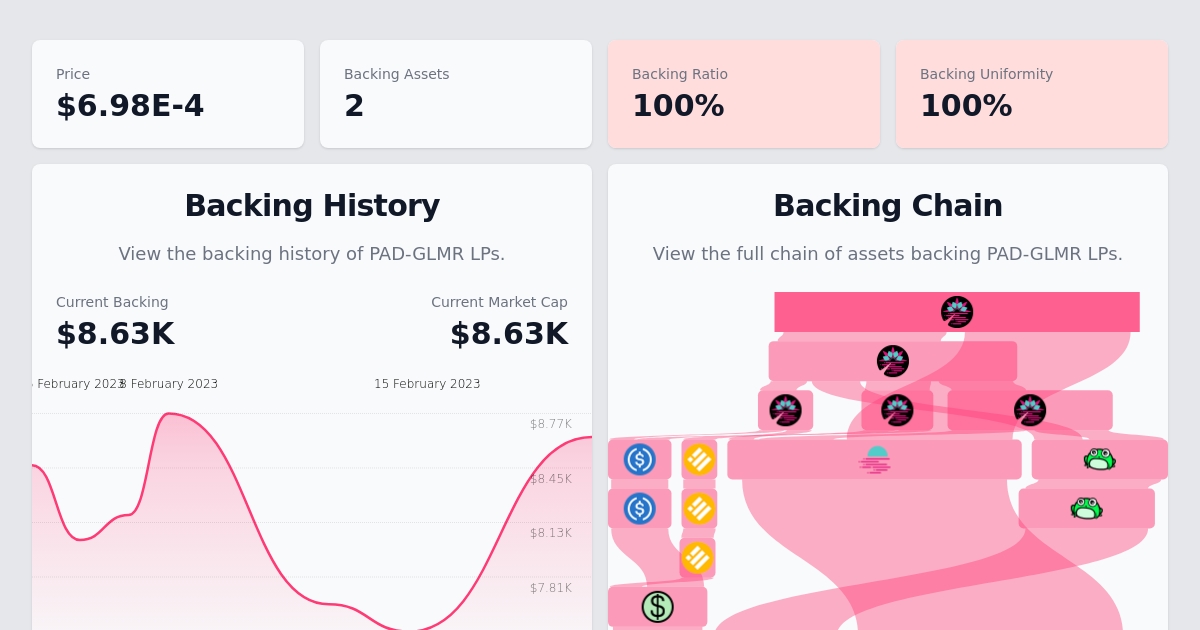 Price
$6.98E-4
Backing Assets
2
Backing Ratio
100%
Backing Uniformity
100%
Backing History
View the backing history of PAD-GLMR LPs.
Current Backing
$8.63K
Current Market Cap
$8.63K
February 2023
8 February 2023
15 February 2023
$8.77K
$8.45K
$8.13K
$7.81K
Backing Chain
View the full chain of assets backing PAD-GLMR LPs.